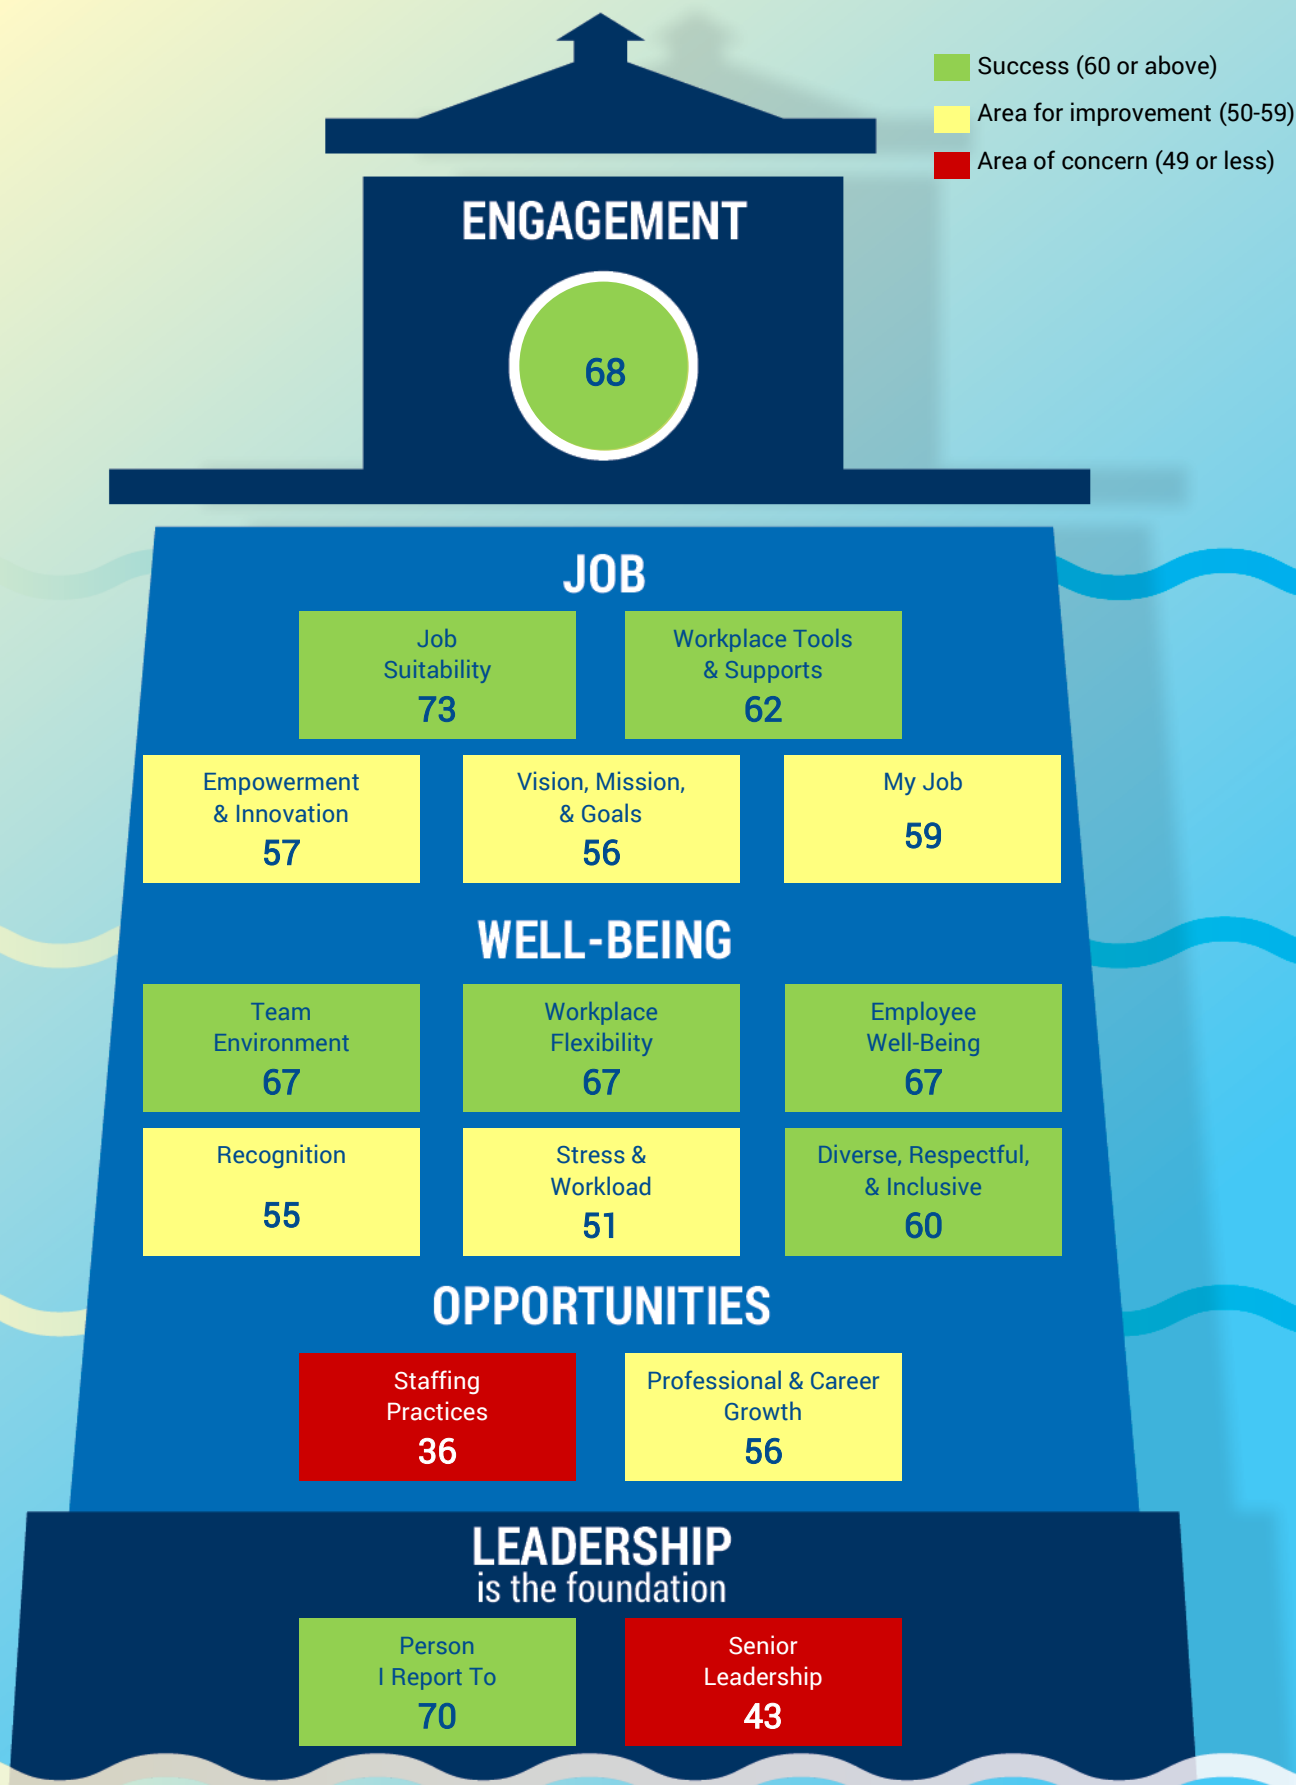 Success (60 or above)
Area for improvement (50-59)
Area of concern (49 or less)
ENGAGEMENT
68
JOB
Job
Suitability
73
Workplace Tools
& Supports
62
Empowerment
& Innovation
57
Vision, Mission,
& Goals
56
My Job
59
WELL-BEING
Team
Environment
67
Workplace
Flexibility
67
Employee
Well-Being
67
Recognition
55
Stress &
Workload
51
Diverse, Respectful,
& Inclusive
60
OPPORTUNITIES
Staffing
Practices
36
Professional & Career
Growth
56
LEADERSHIP
is the foundation
Person
I Report To
70
Senior
Leadership
43